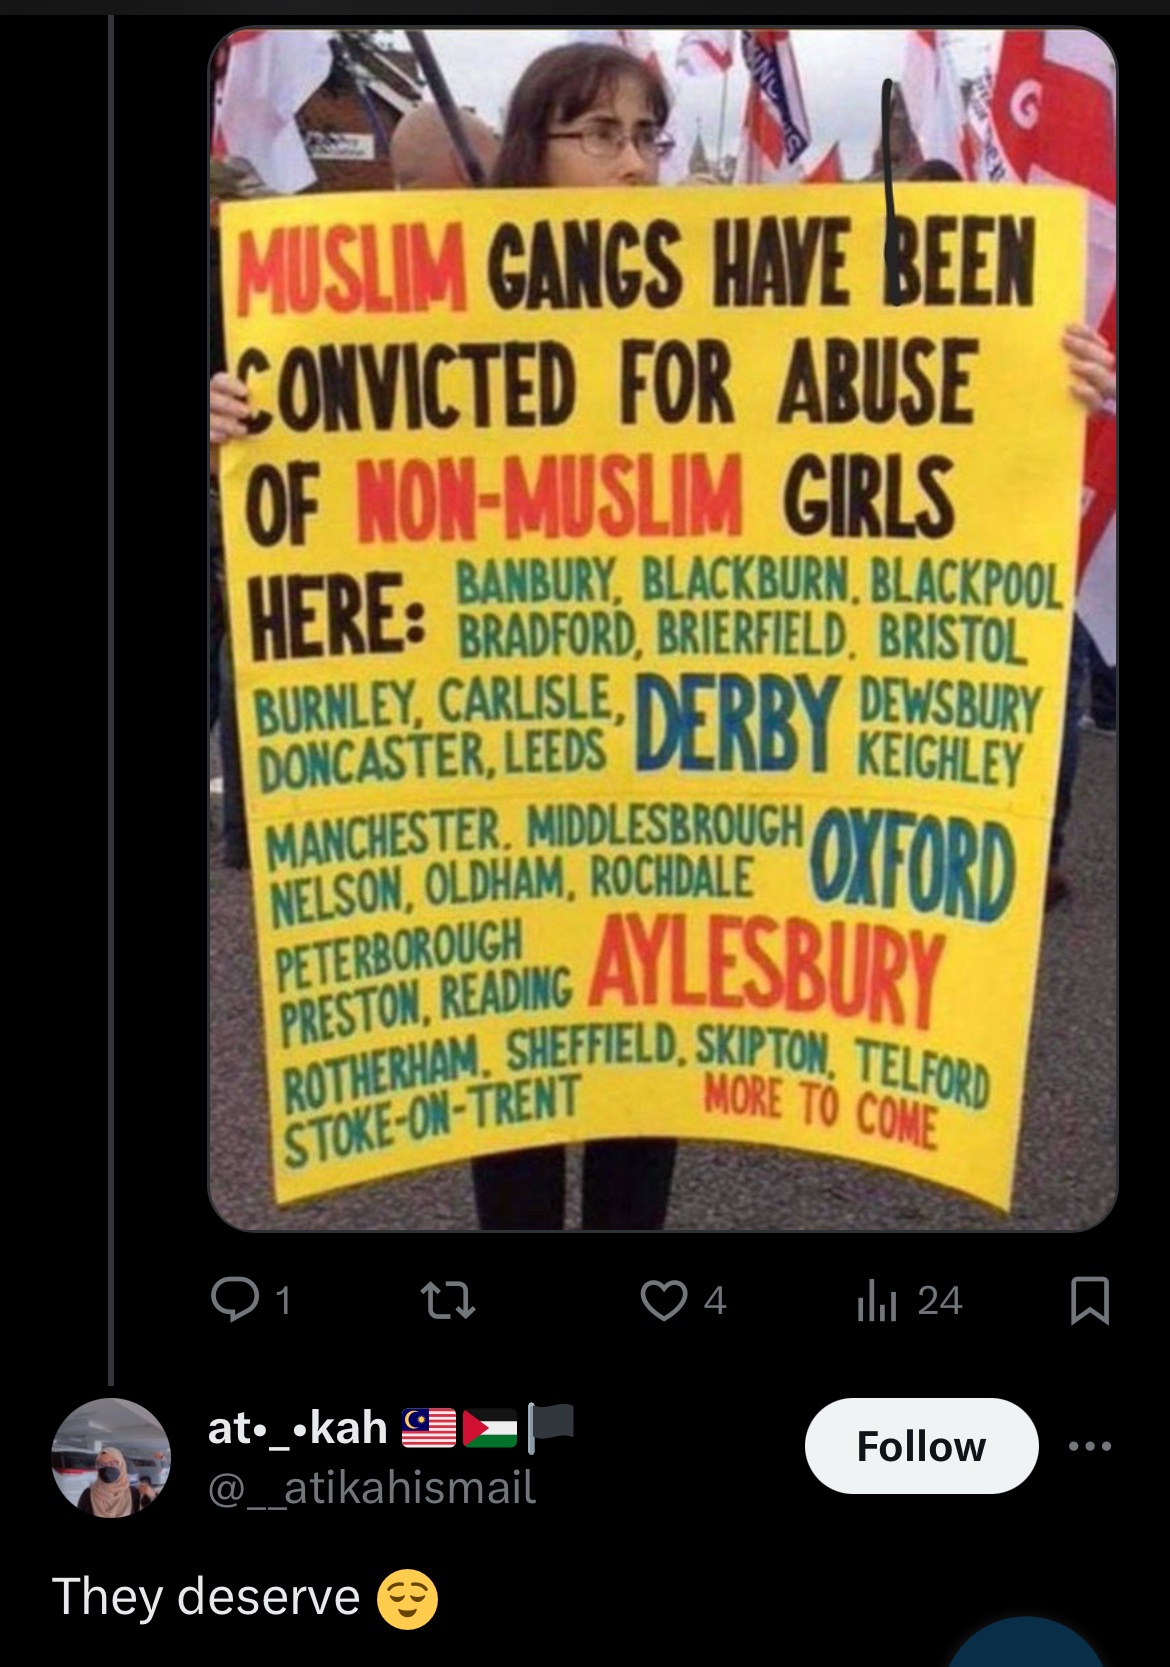 MUSLIM GANGS HAVE BEEN
CONVICTED FOR ABUSE
OF NON-MUSLIM GIRLS
HERE: BANBURY, BLACKBURN. BLACKPOOL
BRADFORD, BRIERFIELD. BRISTOL
BURNLEY, CARLISLE, DERBY DEWSBURY
DONCASTER, LEEDS KEIGHLEY
MANCHESTER. MIDDLESBROUGH OXFORD
NELSON, OLDHAM, ROCHDALE
PETERBOROUGH AYLESBURY
PRESTON, READING
ROTHERHAM. SHEFFIELD. SKIPTON. TELFORD
STOKE-ON-TRENT MORE TO COME
1 4 24
at•_•kah
Follow
@__atikahismail
They deserve